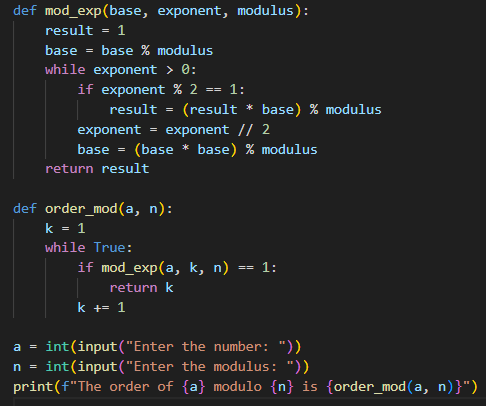 def mod_exp(base, exponent, modulus):
    result = 1
    base = base % modulus
    while exponent > 0:
        if exponent % 2 == 1:
            result = (result * base) % modulus
        exponent = exponent // 2
        base = (base * base) % modulus
    return result

def order_mod(a, n):
    k = 1
    while True:
        if mod_exp(a, k, n) == 1:
            return k
        k += 1

a = int(input("Enter the number: "))
n = int(input("Enter the modulus: "))
print(f"The order of {a} modulo {n} is {order_mod(a, n)}")